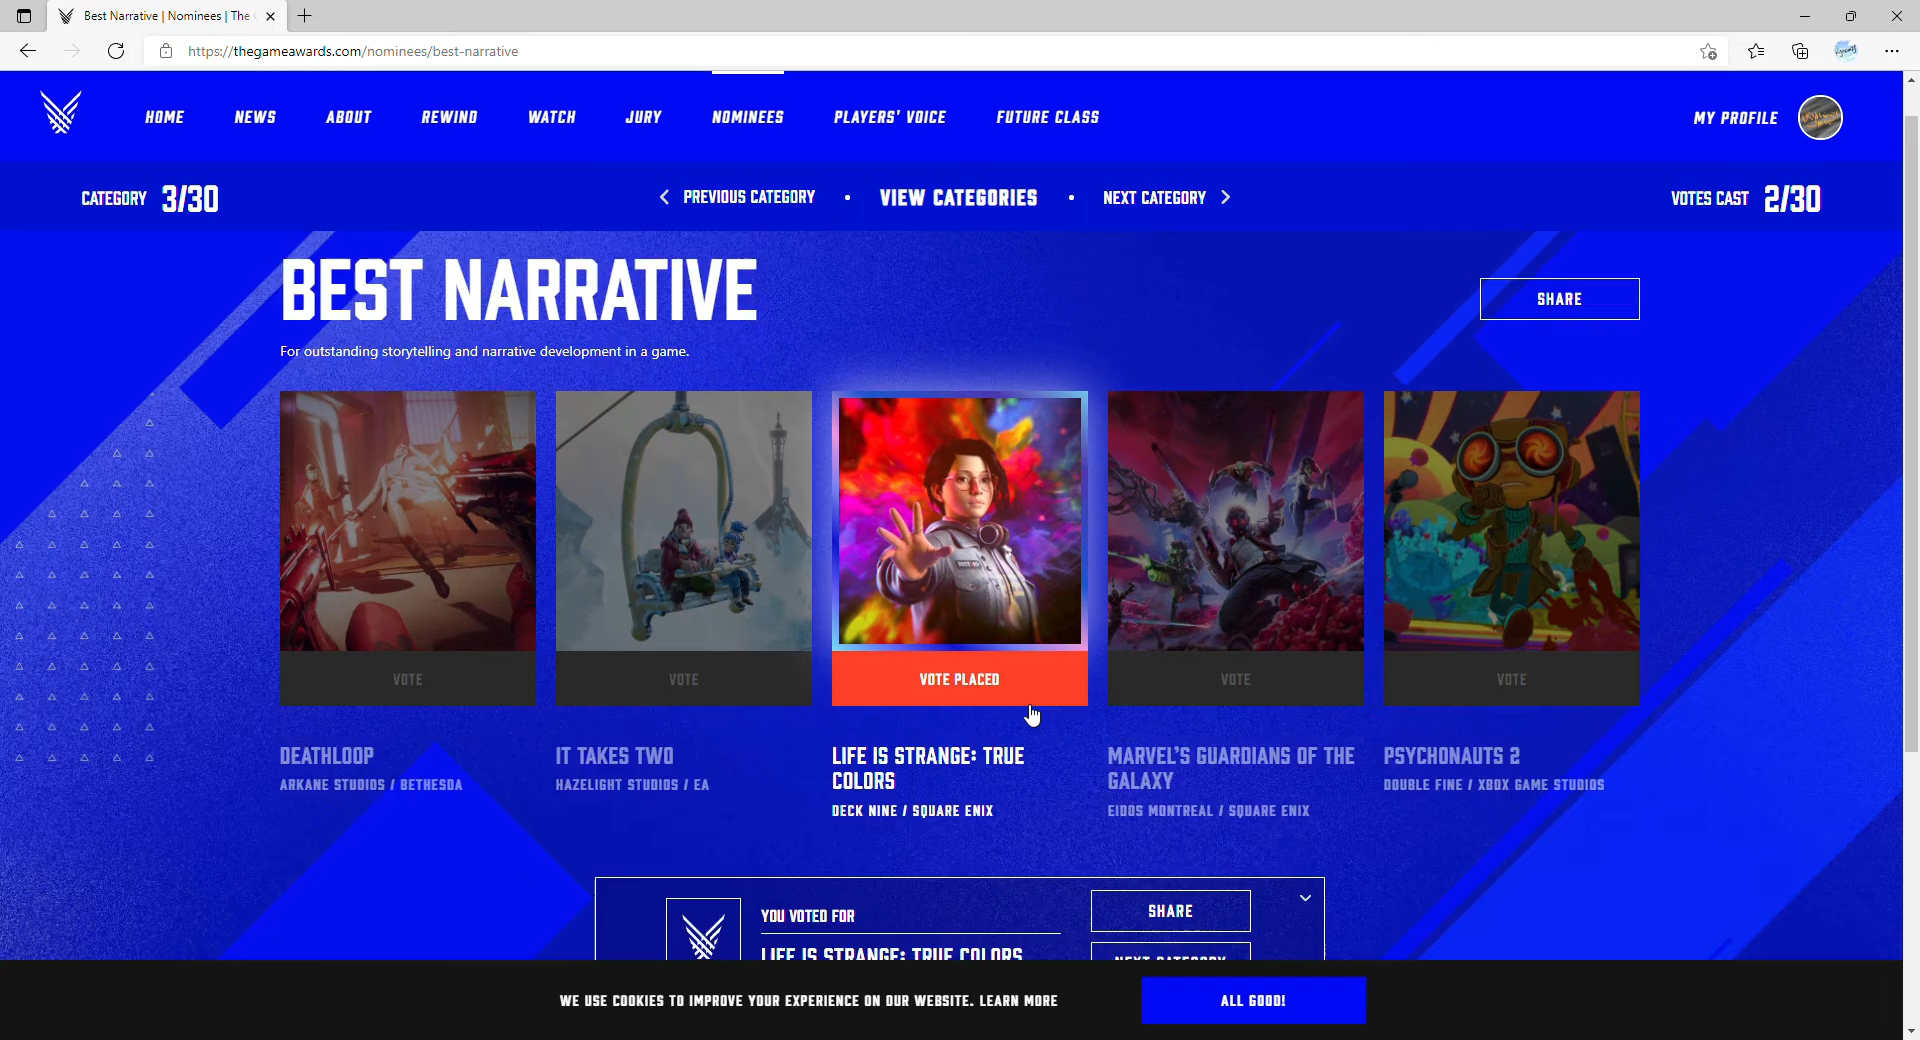 Best Narrative | Nominees | The
https://thegameawards.com/nominees/best-narrative
HOME
NEWS
ABOUT
REWIND
WATCH
JURY
NOMINEES
PLAYERS' VOICE
FUTURE CLASS
MY PROFILE
CATEGORY 3/30
PREVIOUS CATEGORY
VIEW CATEGORIES
NEXT CATEGORY
VOTES CAST 2/30
BEST NARRATIVE
SHARE
For outstanding storytelling and narrative development in a game.
VOTE
VOTE
VOTE PLACED
VOTE
VOTE
DEATHLOOP
ARKANE STUDIOS / BETHESDA
IT TAKES TWO
HAZELIGHT STUDIOS / EA
LIFE IS STRANGE: TRUE
COLORS
DECK NINE / SQUARE ENIX
MARVEL'S GUARDIANS OF THE
GALAXY
EIDOS MONTREAL / SQUARE ENIX
PSYCHONAUTS 2
DOUBLE FINE / XBOX GAME STUDIOS
YOU VOTED FOR
LIFE IS STRANGE: TRUE COLORS
SHARE
NEXT CATEGORY
WE USE COOKIES TO IMPROVE YOUR EXPERIENCE ON OUR WEBSITE. LEARN MORE
ALL GOOD!